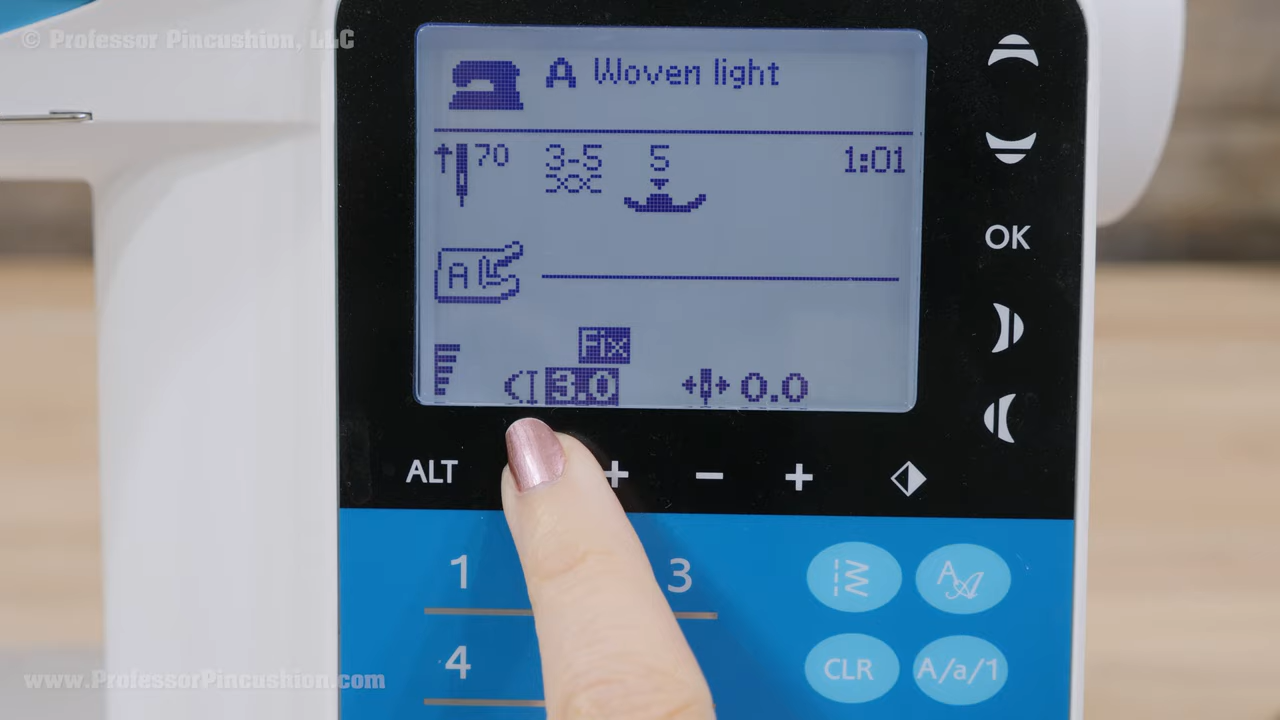 © Professor Pincushion, LLC
A Woven light
70 3-5 5 1:01
A
Fix
3.0 0.0
OK
ALT + - +
1 3
4
CLR A/a/1
A A
www.ProfessorPincushion.com